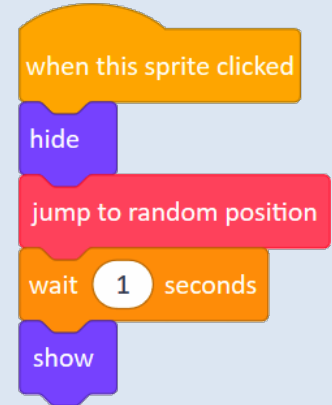 when this sprite clicked
hide
jump to random position
wait 1 seconds
show